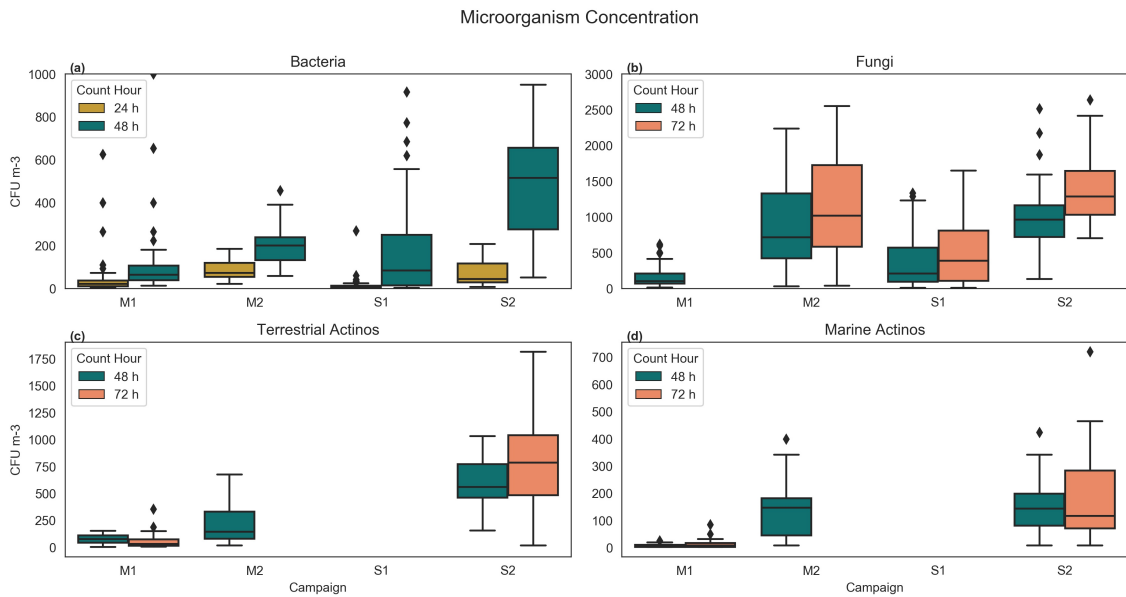 Microorganism Concentration
(a)
Bacteria
Count Hour
24 h
48 h
CFU m-3
1000
800
600
400
200
0
M1 M2 S1 S2
(b)
Fungi
Count Hour
48 h
72 h
3000
2500
2000
1500
1000
500
0
M1 M2 S1 S2
(c)
Terrestrial Actinos
Count Hour
48 h
72 h
CFU m-3
1750
1500
1250
1000
750
500
250
0
M1 M2 S1 S2
Campaign
(d)
Marine Actinos
Count Hour
48 h
72 h
700
600
500
400
300
200
100
0
M1 M2 S1 S2
Campaign